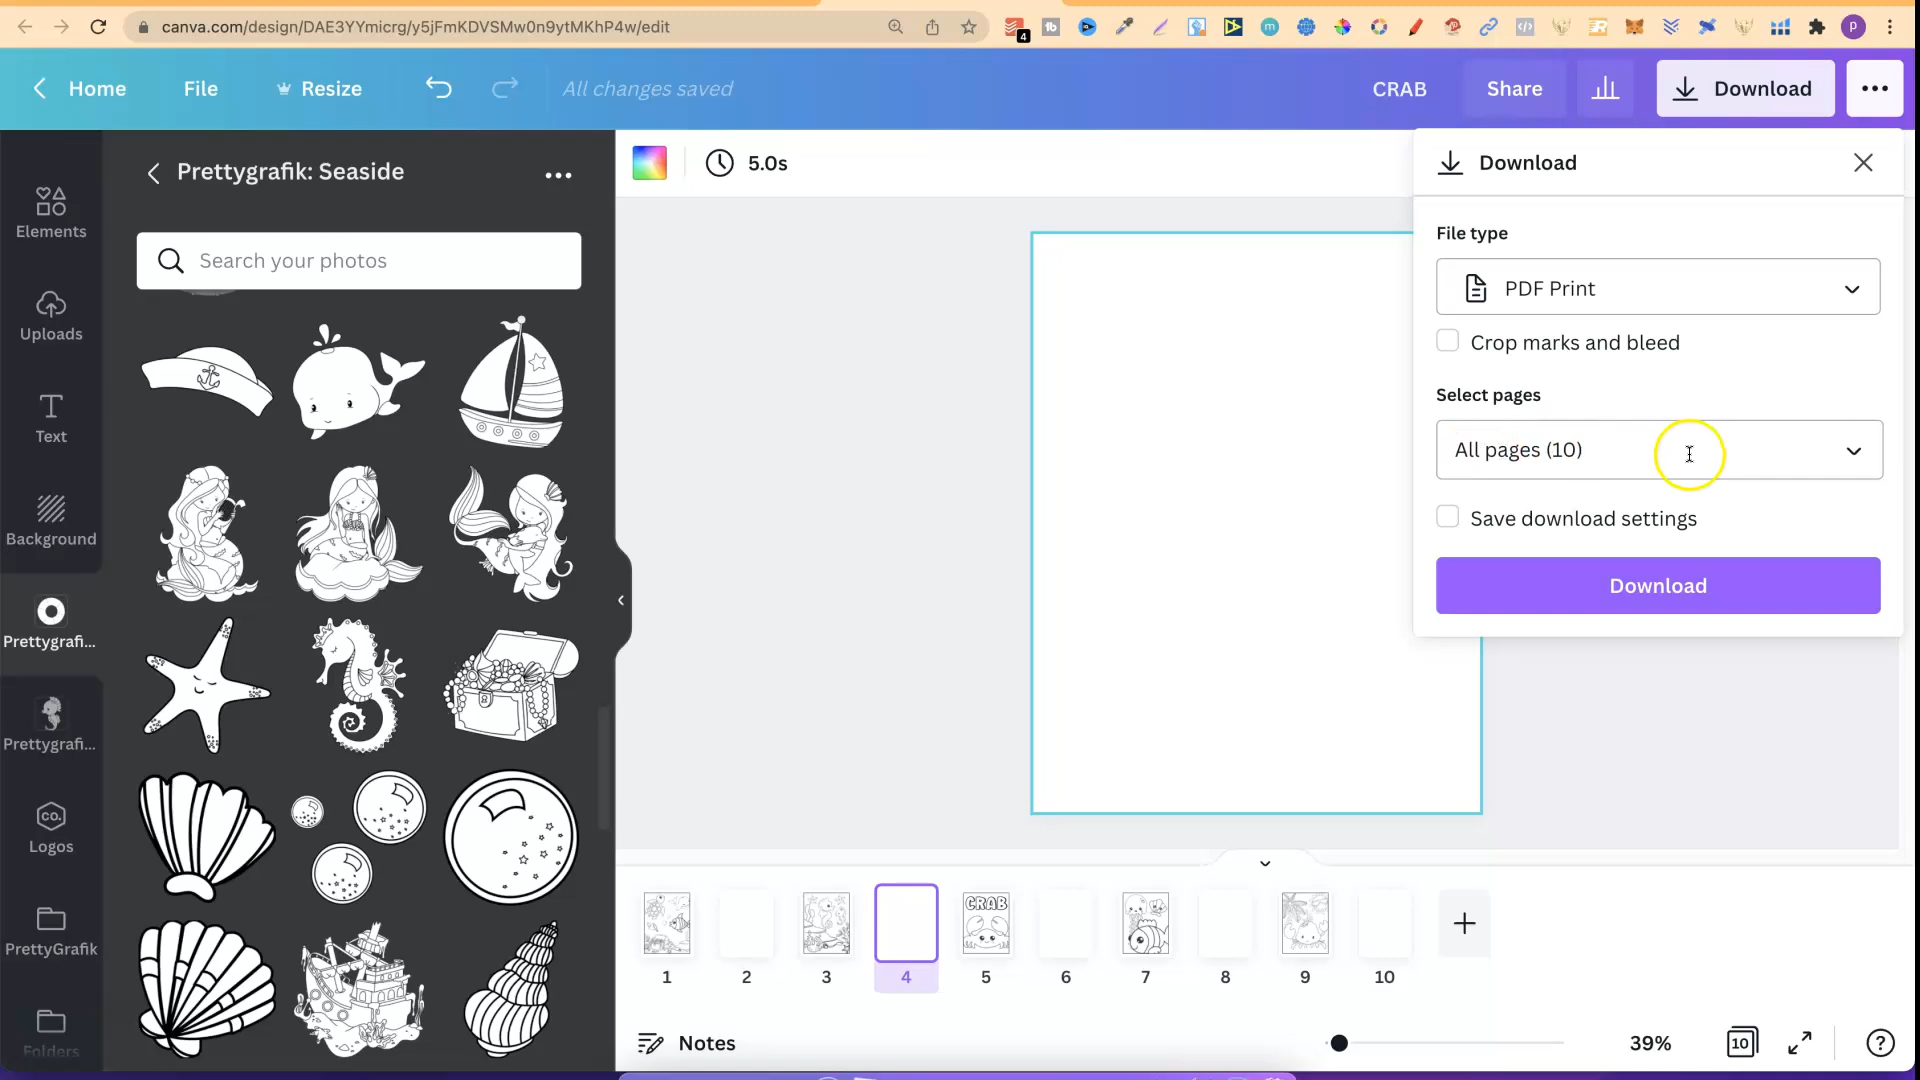 canva.com/design/DAE3YYmicrg/y5jFmKDVSMw0n9ytMKhP4w/edit
4
tb
m
R
P
Home
File
Resize
All changes saved
CRAB
Share
Download
Elements
Uploads
Text
Background
Prettygrafi...
Prettygrafi...
CO.
Logos
PrettyGrafik
Folders
Prettygrafik: Seaside
Search your photos
5.0s
Download
File type
PDF Print
Crop marks and bleed
Select pages
All pages (10)
Save download settings
Download
CRAB
1
2
3
4
5
6
7
8
9
10
Notes
39%
10
?